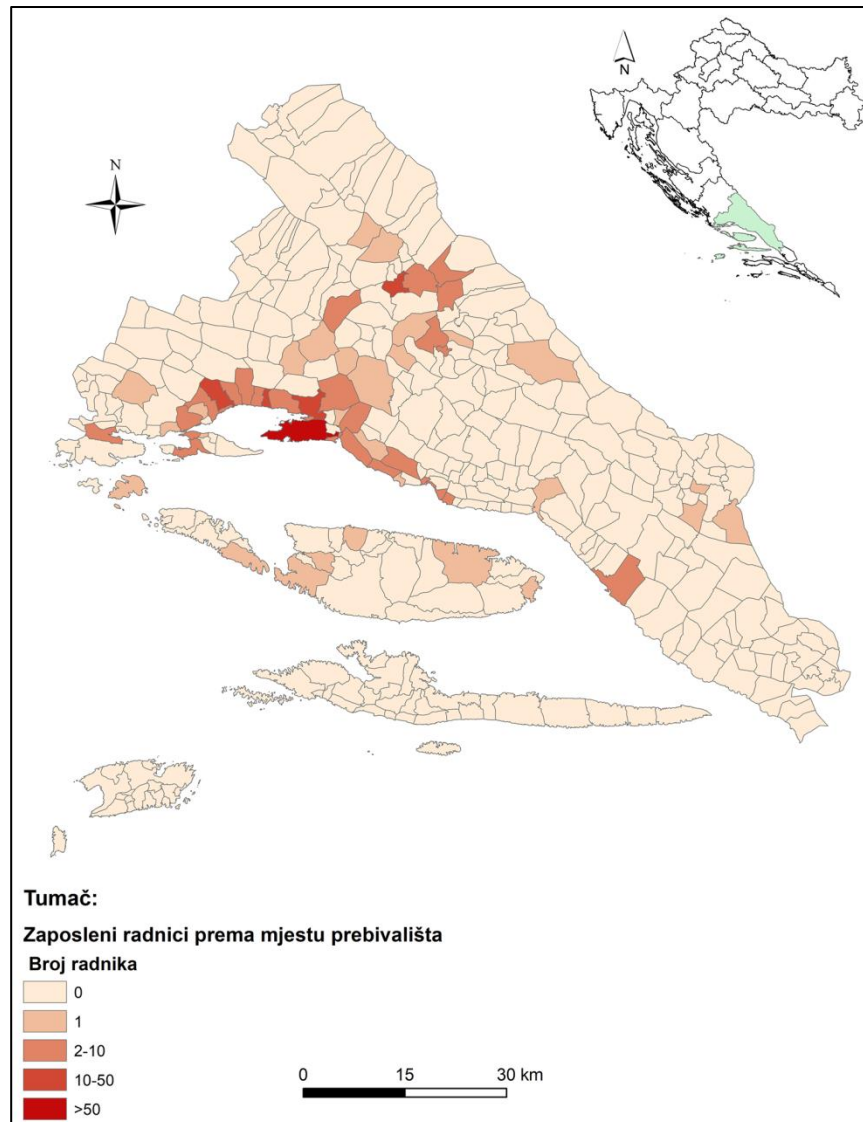 N
N
Tumač:
Zaposleni radnici prema mjestu prebivališta
Broj radnika
0
1
2-10
10-50
>50
0 15 30 km